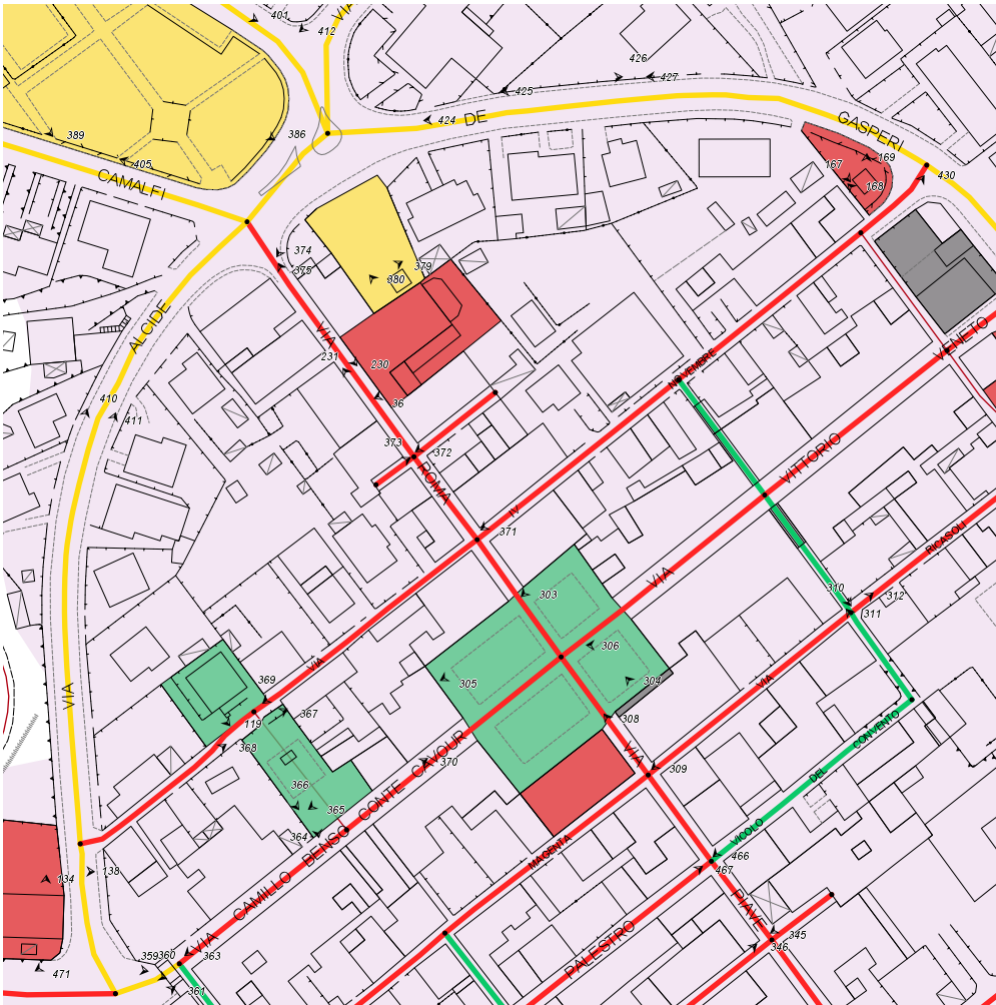 401
VIA
412
426
427
425
424
DE
GASPERI
389
386
405
CAMALFI
167
169
168
430
374
375
379
380
ALCIDE
VIA
231
230
36
VENETO
NOVEMBRE
410
411
373
372
ROMA
VITTORIO
IV
371
RICASOLI
VIA
303
310
311
312
306
305
304
VIA
VIA
369
VIA
367
119
368
308
VIA
CONVENTO
CAVOUR
370
309
366
365
CONTE
DEL
364
BENSO
VICOLO
MAGENTA
466
467
134
138
CAMILLO
PIAVE
VIA
PALESTRO
345
346
359
360
363
471
361